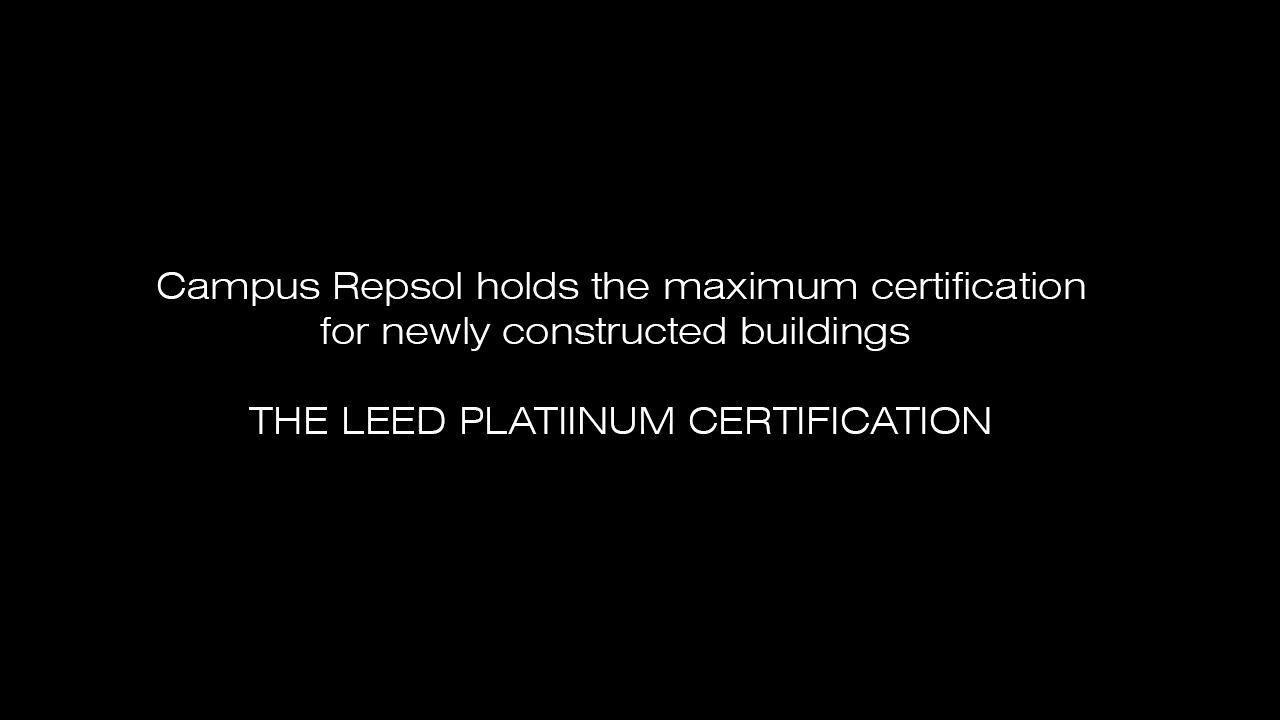 Campus Repsol holds the maximum certification
for newly constructed buildings
THE LEED PLATIINUM CERTIFICATION